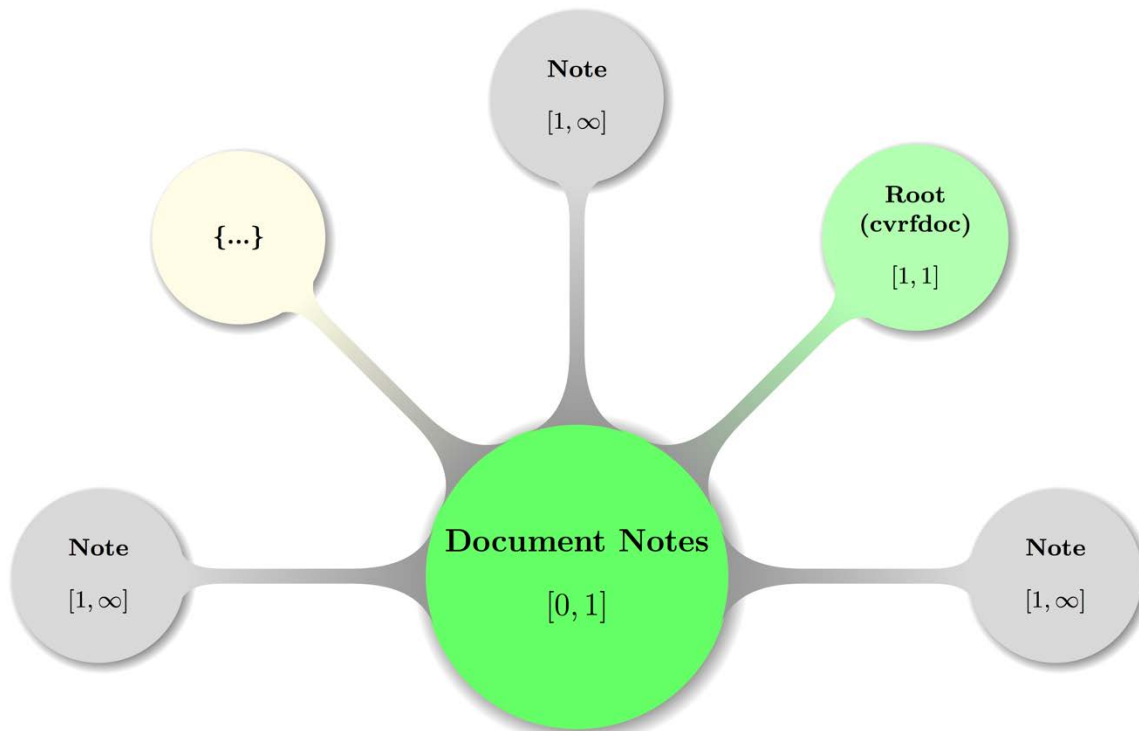 Note
[1, ∞]
{...}
Root
(cvrfdoc)
[1, 1]
Note
[1, ∞]
Document Notes
[0, 1]
Note
[1, ∞]